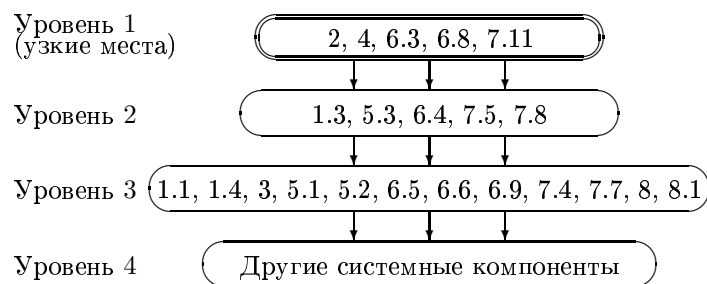 Уровень 1
(узкие места)
2, 4, 6.3, 6.8, 7.11
Уровень 2
1.3, 5.3, 6.4, 7.5, 7.8
Уровень 3
1.1, 1.4, 3, 5.1, 5.2, 6.5, 6.6, 6.9, 7.4, 7.7, 8, 8.1
Уровень 4
Другие системные компоненты